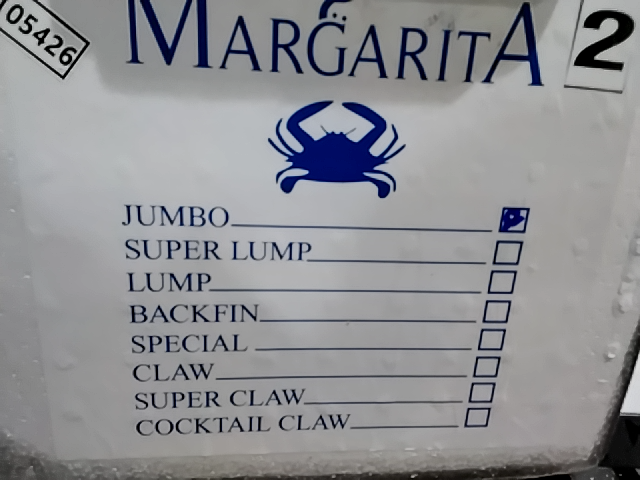 05426
MARGARITA
2
JUMBO
SUPER LUMP
LUMP
BACKFIN
SPECIAL
CLAW
SUPER CLAW
COCKTAIL CLAW